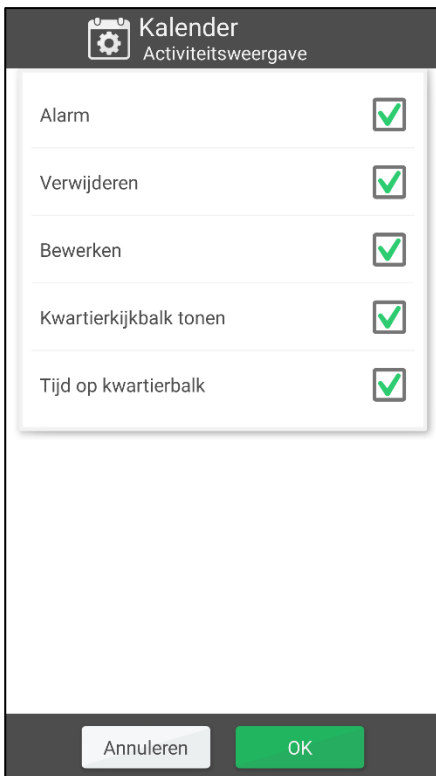 Kalender
Activiteitsweergave
Alarm
Verwijderen
Bewerken
Kwartierkijkbalk tonen
Tijd op kwartierbalk
Annuleren
OK